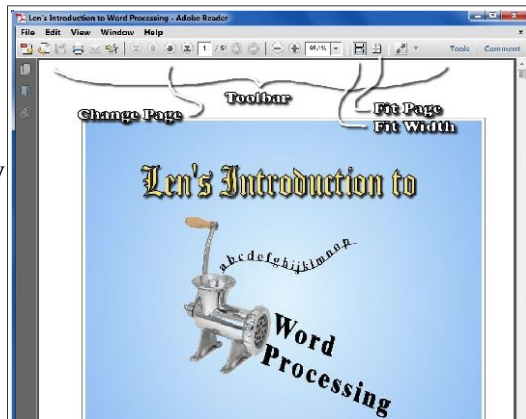 Len's Introduction to Word Processing - Adobe Reader
File Edit View Window Help
1
Tools Comment
Toolbar
Change Page
Fit Page
Fit Width
Len's Introduction to
abcdefghijklmnop
Word
Processing